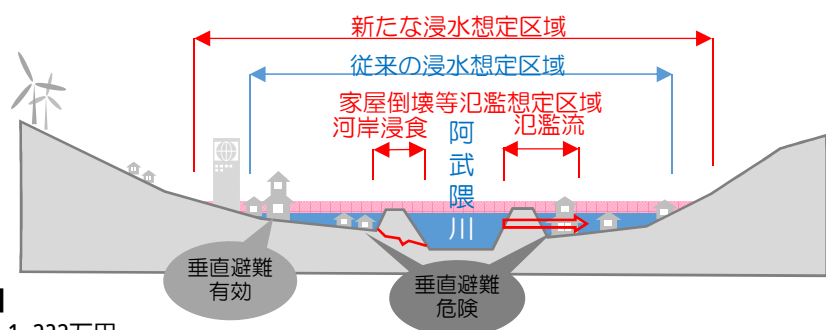 新たな浸水想定区域
従来の浸水想定区域
家屋倒壊等氾濫想定区域
河岸浸食
氾濫流
阿武隈川
垂直避難
有効
垂直避難
危険